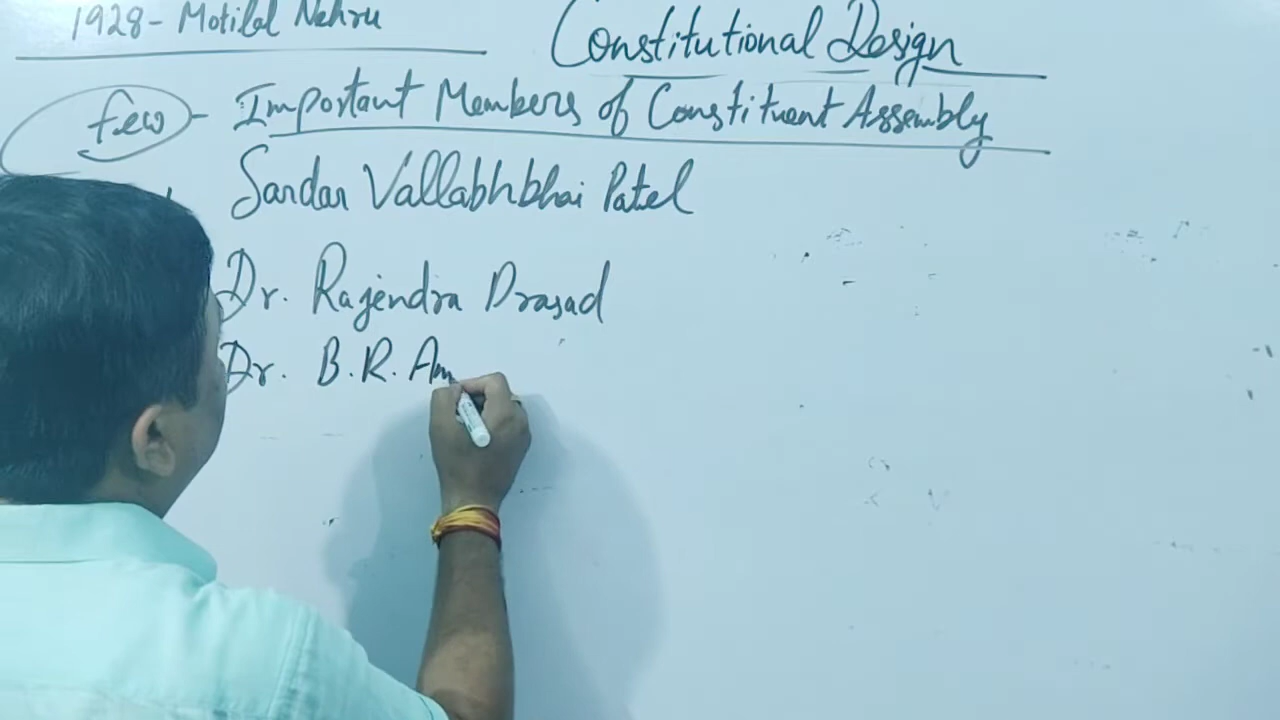 1928- Motilal Nehru
Constitutional Design
few - Important Members of Constituent Assembly
Sardar Vallabhbhai Patel
Dr. Rajendra Prasad
Dr. B.R. Am